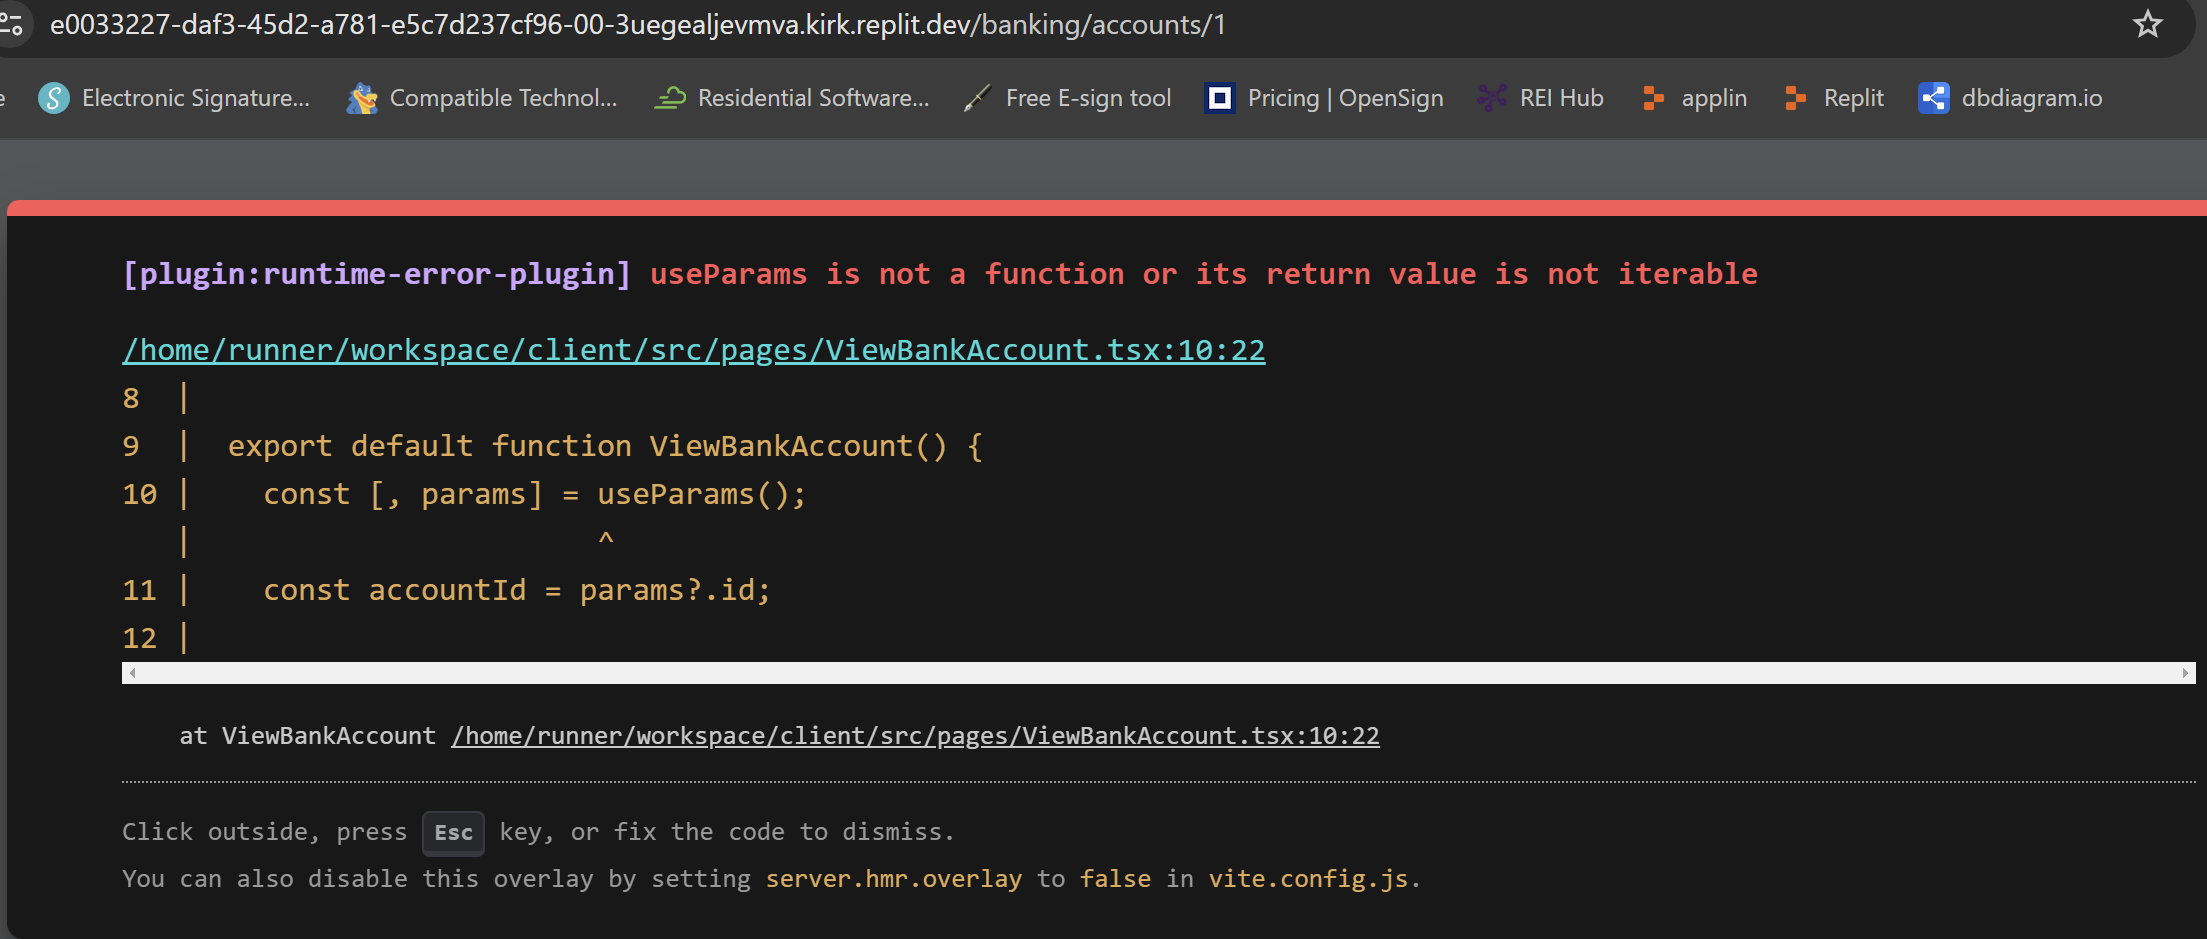 e0033227-daf3-45d2-a781-e5c7d237cf96-00-3uegealjevmva.kirk.replit.dev/banking/accounts/1
e Electronic Signature... Compatible Technol... Residential Software... Free E-sign tool Pricing | OpenSign REI Hub applin Replit dbdiagram.io
[plugin:runtime-error-plugin] useParams is not a function or its return value is not iterable
/home/runner/workspace/client/src/pages/ViewBankAccount.tsx:10:22
8  |
9  |  export default function ViewBankAccount() {
10 |    const [, params] = useParams();
   |                       ^
11 |    const accountId = params?.id;
12 |
at ViewBankAccount /home/runner/workspace/client/src/pages/ViewBankAccount.tsx:10:22
Click outside, press Esc key, or fix the code to dismiss.
You can also disable this overlay by setting server.hmr.overlay to false in vite.config.js.